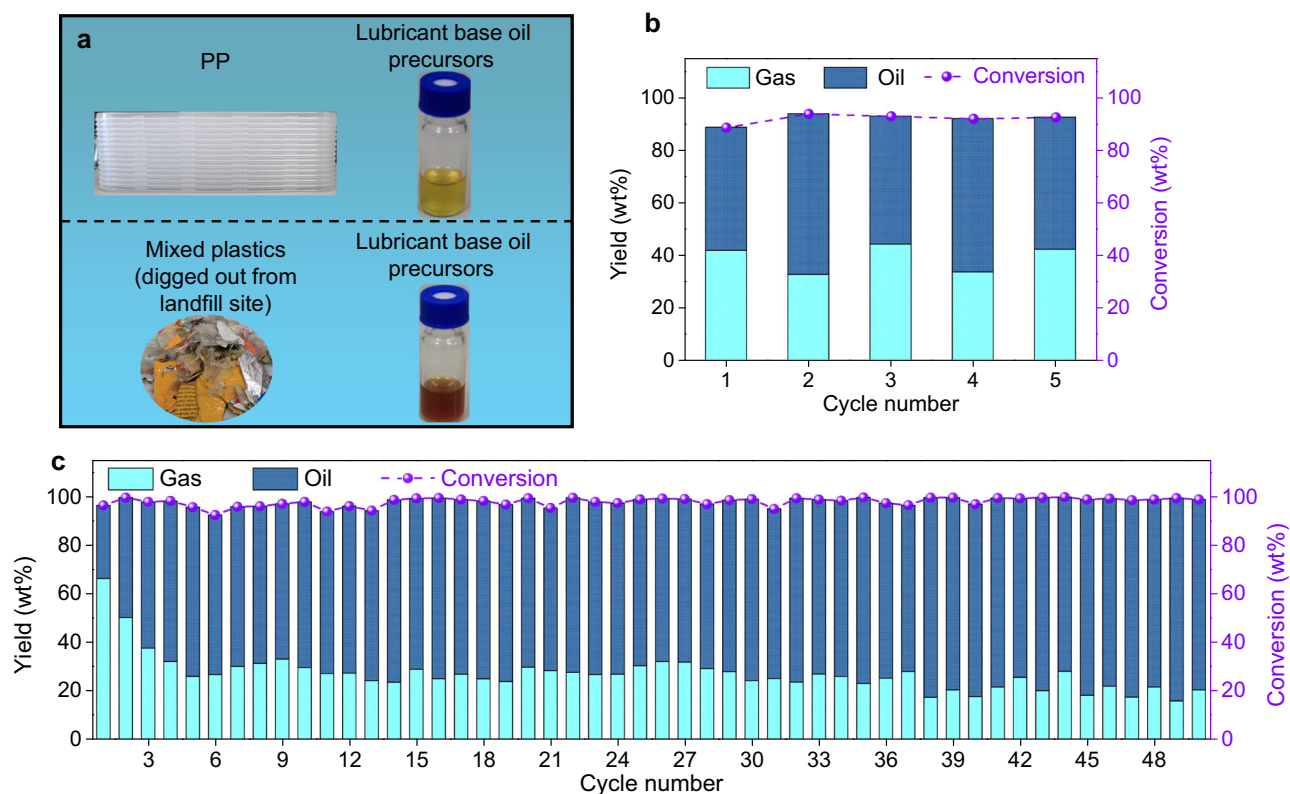 a
PP
Lubricant base oil
precursors
Mixed plastics
(digged out from
landfill site)
Lubricant base oil
precursors
b
Gas
Oil
Conversion
Yield (wt%)
100
80
60
40
20
0
1
2
3
4
5
Cycle number
100
80
60
40
20
0
Conversion (wt%)
c
Gas
Oil
Conversion
Yield (wt%)
100
80
60
40
20
0
3
6
9
12
15
18
21
24
27
30
33
36
39
42
45
48
Cycle number
100
80
60
40
20
0
Conversion (wt%)